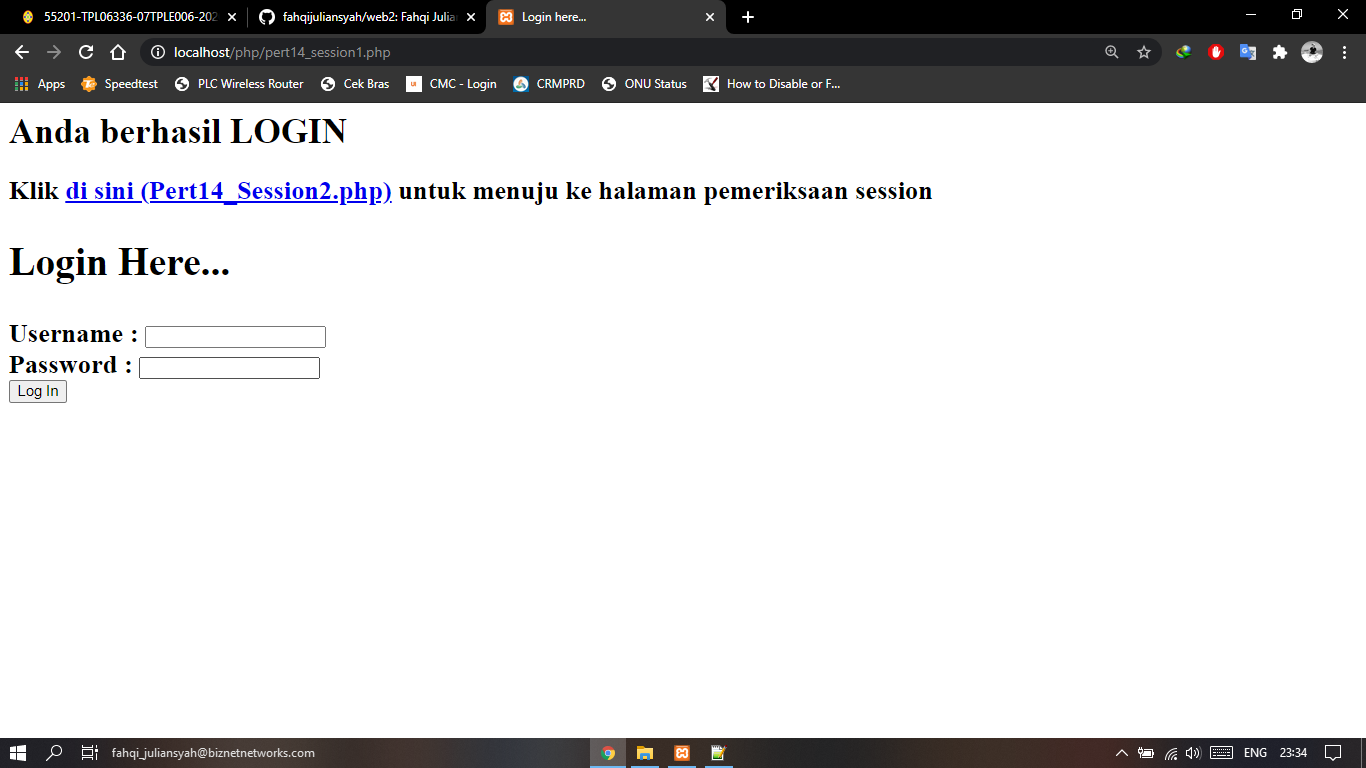 55201-TPL06336-07TPLE006-202
fahqijuliansyah/web2: Fahqi Julia
Login here...
localhost/php/pert14_session1.php
Apps
Speedtest
PLC Wireless Router
Cek Bras
CMC - Login
CRMPRD
ONU Status
How to Disable or F...
Anda berhasil LOGIN
Klik di sini (Pert14_Session2.php) untuk menuju ke halaman pemeriksaan session
Login Here...
Username :
Password :
Log In
fahqi_juliansyah@biznetnetworks.com
ENG
23:34